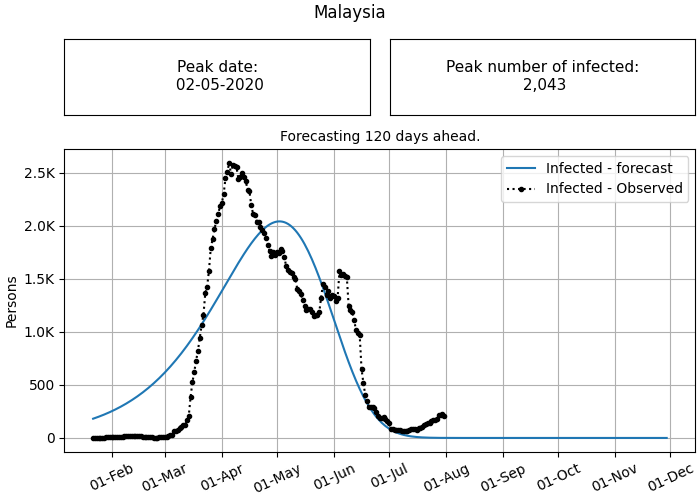 Malaysia
Peak date:
02-05-2020
Peak number of infected:
2,043
Forecasting 120 days ahead.
Infected - forecast
Infected - Observed
2.5K
2.0K
1.5K
1.0K
500
0
Persons
01-Feb
01-Mar
01-Apr
01-May
01-Jun
01-Jul
01-Aug
01-Sep
01-Oct
01-Nov
01-Dec